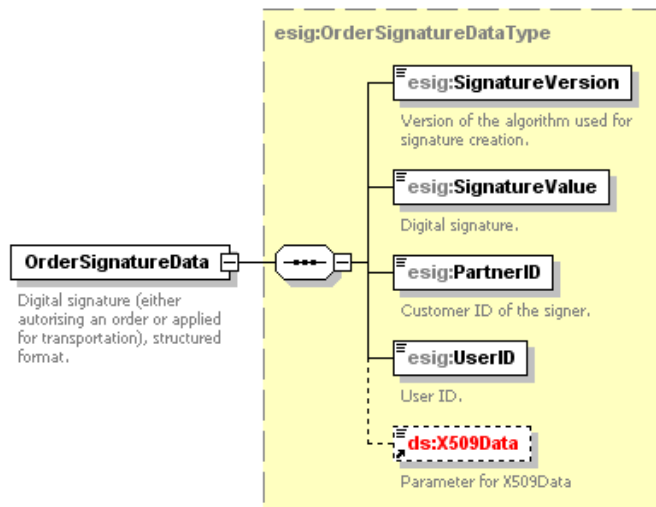 esig:OrderSignatureDataType
esig:SignatureVersion
Version of the algorithm used for
signature creation.
esig:SignatureValue
Digital signature.
OrderSignatureData
Digital signature (either
autorising an order or applied
for transportation), structured
format.
esig:PartnerID
Customer ID of the signer.
esig:UserID
User ID.
ds:X509Data
Parameter for X509Data